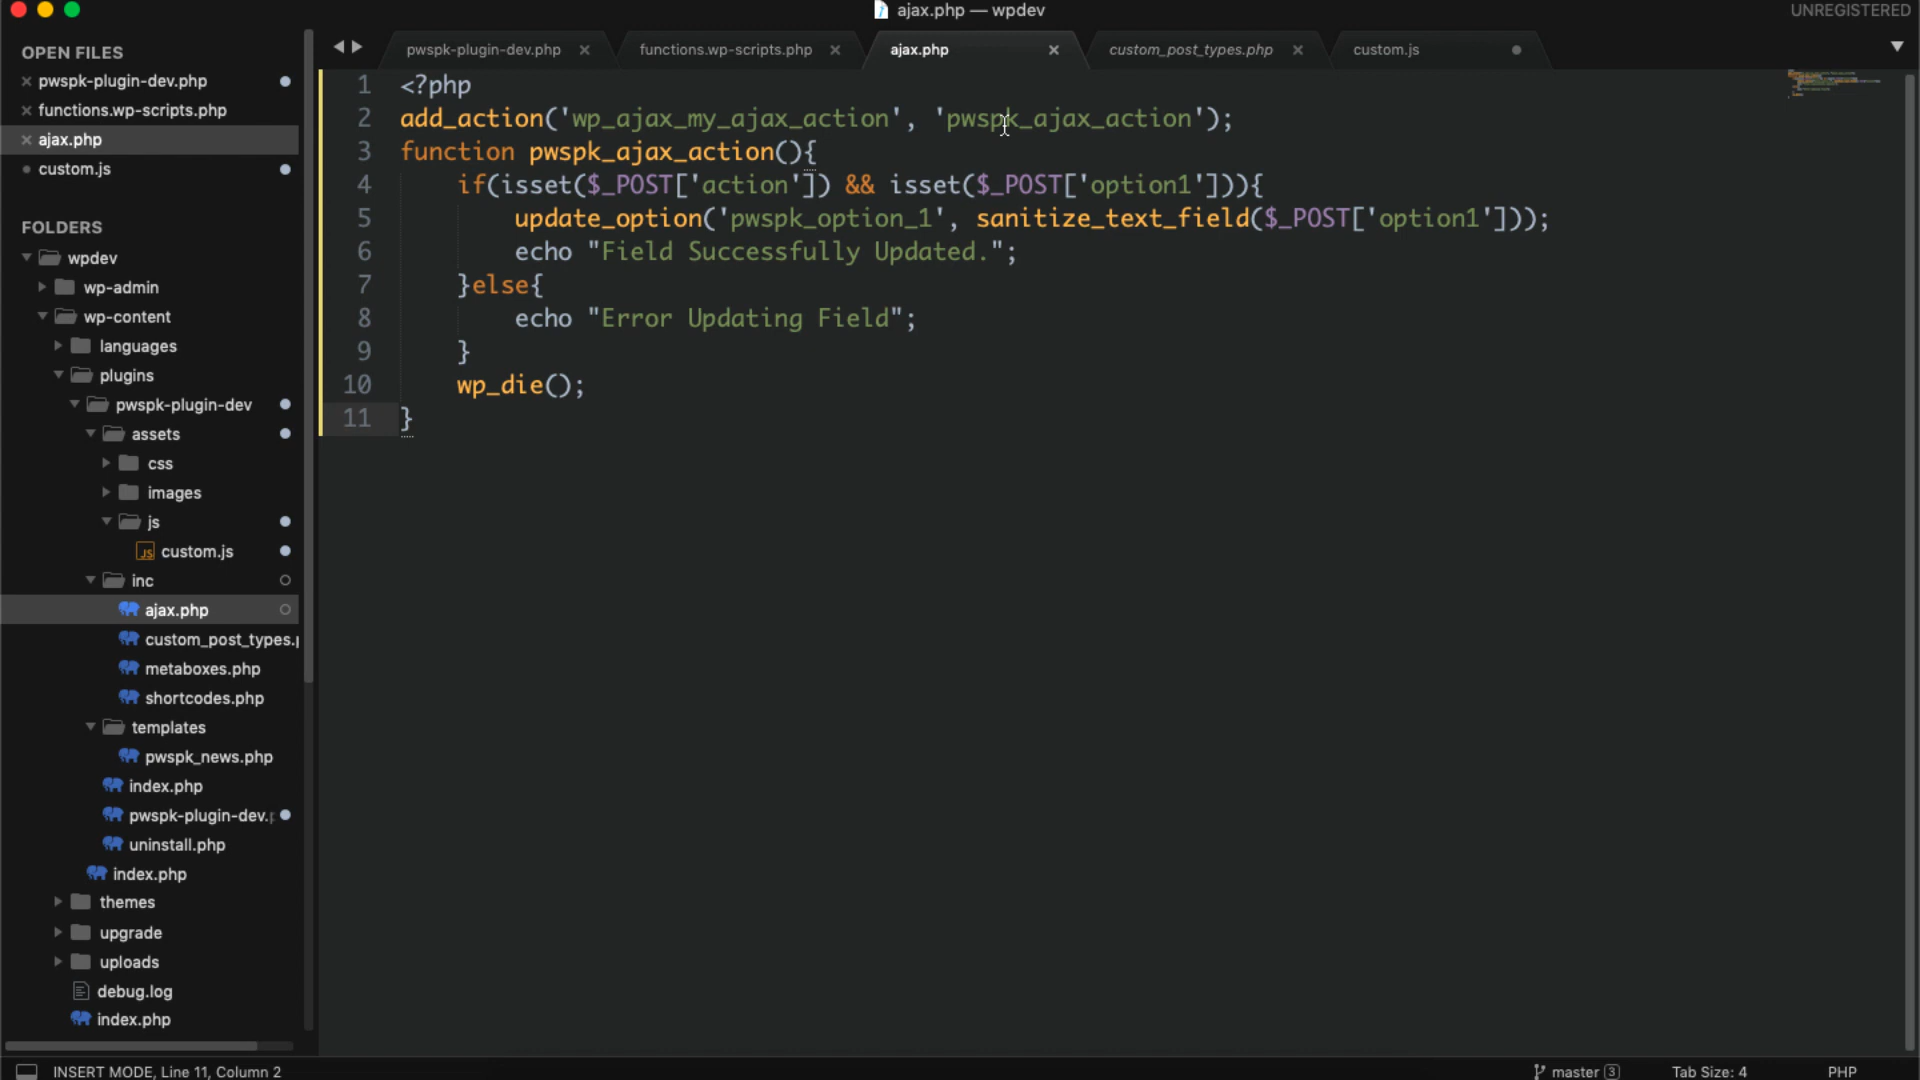 ajax.php — wpdev
UNREGISTERED
OPEN FILES
pwspk-plugin-dev.php
functions.wp-scripts.php
ajax.php
custom.js
FOLDERS
wpdev
wp-admin
wp-content
languages
plugins
pwspk-plugin-dev
assets
css
images
js
JS custom.js
inc
ajax.php
custom_post_types.p
metaboxes.php
shortcodes.php
templates
pwspk_news.php
index.php
pwspk-plugin-dev.p
uninstall.php
index.php
themes
upgrade
uploads
debug.log
index.php
pwspk-plugin-dev.php functions.wp-scripts.php ajax.php custom_post_types.php custom.js
1 <?php
2 add_action('wp_ajax_my_ajax_action', 'pwspk_ajax_action');
3 function pwspk_ajax_action(){
4 if(isset($_POST['action']) && isset($_POST['option1'])){
5 update_option('pwspk_option_1', sanitize_text_field($_POST['option1']));
6 echo "Field Successfully Updated.";
7 }else{
8 echo "Error Updating Field";
9 }
10 wp_die();
11 }
INSERT MODE, Line 11, Column 2
master 3
Tab Size: 4
PHP